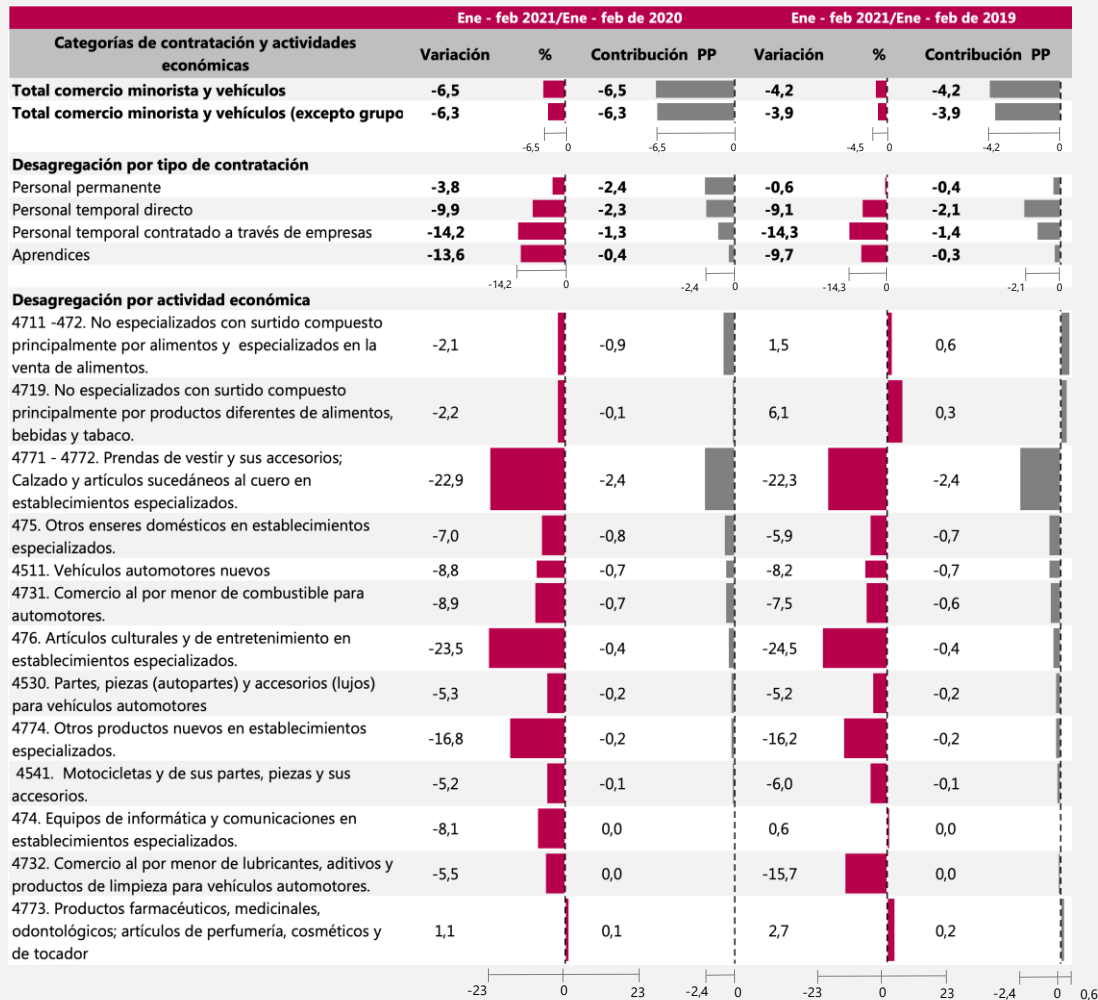 Ene - feb 2021/Ene - feb de 2020 Ene - feb 2021/Ene - feb de 2019
Categorías de contratación y actividades
económicas
Variación % Contribución PP Variación % Contribución PP
Total comercio minorista y vehículos -6,5 -6,5 -4,2 -4,2
Total comercio minorista y vehículos (excepto grupo -6,3 -6,3 -3,9 -3,9
-6,5 0 -6,5 0 -4,5 0 -4,2 0
Desagregación por tipo de contratación
Personal permanente -3,8 -2,4 -0,6 -0,4
Personal temporal directo -9,9 -2,3 -9,1 -2,1
Personal temporal contratado a través de empresas -14,2 -1,3 -14,3 -1,4
Aprendices -13,6 -0,4 -9,7 -0,3
-14,2 0 -2,4 0 -14,3 0 -2,1 0
Desagregación por actividad económica
4711 -472. No especializados con surtido compuesto
principalmente por alimentos y especializados en la
venta de alimentos.
-2,1 -0,9 1,5 0,6
4719. No especializados con surtido compuesto
principalmente por productos diferentes de alimentos,
bebidas y tabaco.
-2,2 -0,1 6,1 0,3
4771 - 4772. Prendas de vestir y sus accesorios;
Calzado y artículos sucedáneos al cuero en
establecimientos especializados.
-22,9 -2,4 -22,3 -2,4
475. Otros enseres domésticos en establecimientos
especializados.
-7,0 -0,8 -5,9 -0,7
4511. Vehículos automotores nuevos -8,8 -0,7 -8,2 -0,7
4731. Comercio al por menor de combustible para
automotores.
-8,9 -0,7 -7,5 -0,6
476. Artículos culturales y de entretenimiento en
establecimientos especializados.
-23,5 -0,4 -24,5 -0,4
4530. Partes, piezas (autopartes) y accesorios (lujos)
para vehículos automotores
-5,3 -0,2 -5,2 -0,2
4774. Otros productos nuevos en establecimientos
especializados.
-16,8 -0,2 -16,2 -0,2
4541. Motocicletas y de sus partes, piezas y sus
accesorios.
-5,2 -0,1 -6,0 -0,1
474. Equipos de informática y comunicaciones en
establecimientos especializados.
-8,1 0,0 0,6 0,0
4732. Comercio al por menor de lubricantes, aditivos y
productos de limpieza para vehículos automotores.
-5,5 0,0 -15,7 0,0
4773. Productos farmacéuticos, medicinales,
odontológicos; artículos de perfumería, cosméticos y
de tocador
1,1 0,1 2,7 0,2
-23 0 23 -2,4 0 -23 0 23 -2,4 0 0,6